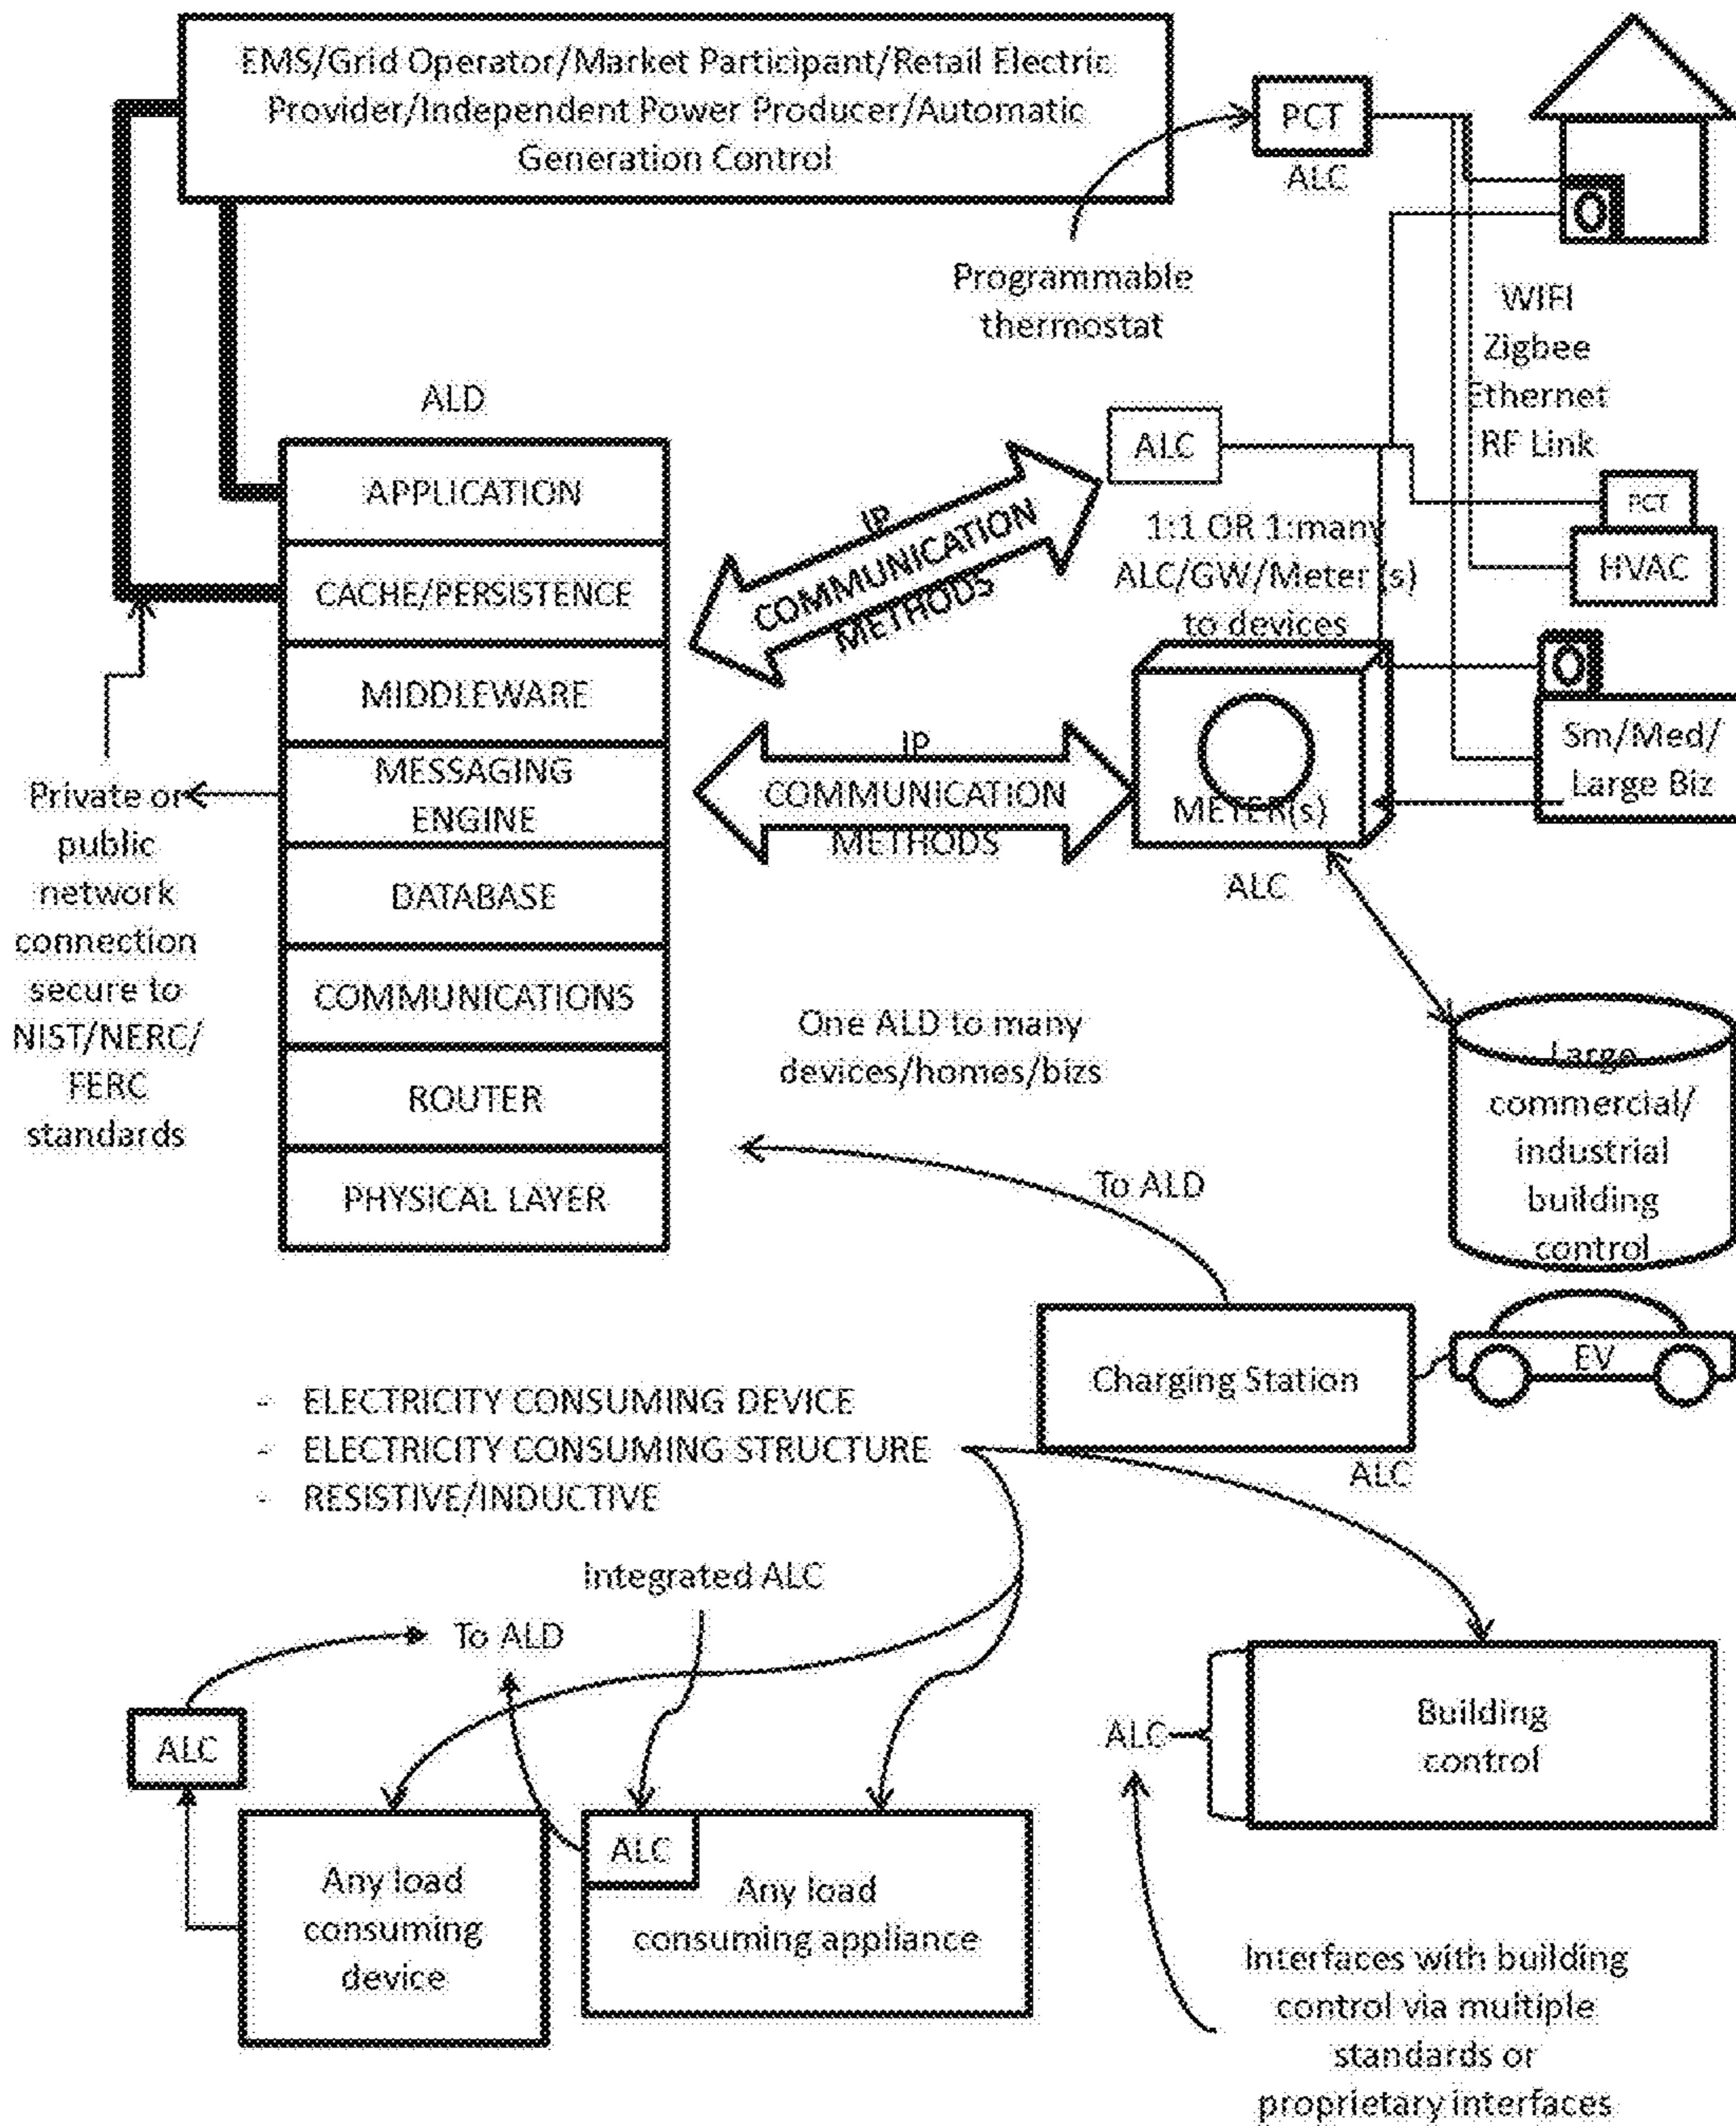 EMS/Grid Operator/Market Participant/Retail Electric
Provider/Independent Power Producer/Automatic
Generation Control
PCT
ALC
Programmable
thermostat
WIFI
Zigbee
Ethernet
RF Link
ALD
APPLICATION
CACHE/PERSISTENCE
MIDDLEWARE
MESSAGING
ENGINE
DATABASE
COMMUNICATIONS
ROUTER
PHYSICAL LAYER
IP
COMMUNICATION
METHODS
ALC
1:1 OR 1:many
ALC/GW/Meter (s)
to devices
PCT
HVAC
IP
COMMUNICATION
METHODS
METER(s)
ALC
Sm/Med/
Large Biz
Private or
public
network
connection
secure to
NIST/NERC/
FERC
standards
One ALD to many
devices/homes/bizs
Large
commercial/
industrial
building
control
To ALD
Charging Station
EV
ALC
- ELECTRICITY CONSUMING DEVICE
- ELECTRICITY CONSUMING STRUCTURE
- RESISTIVE/INDUCTIVE
Integrated ALC
To ALD
ALC
Any load
consuming
device
ALC
Any load
consuming appliance
ALC
Building
control
Interfaces with building
control via multiple
standards or
proprietary interfaces